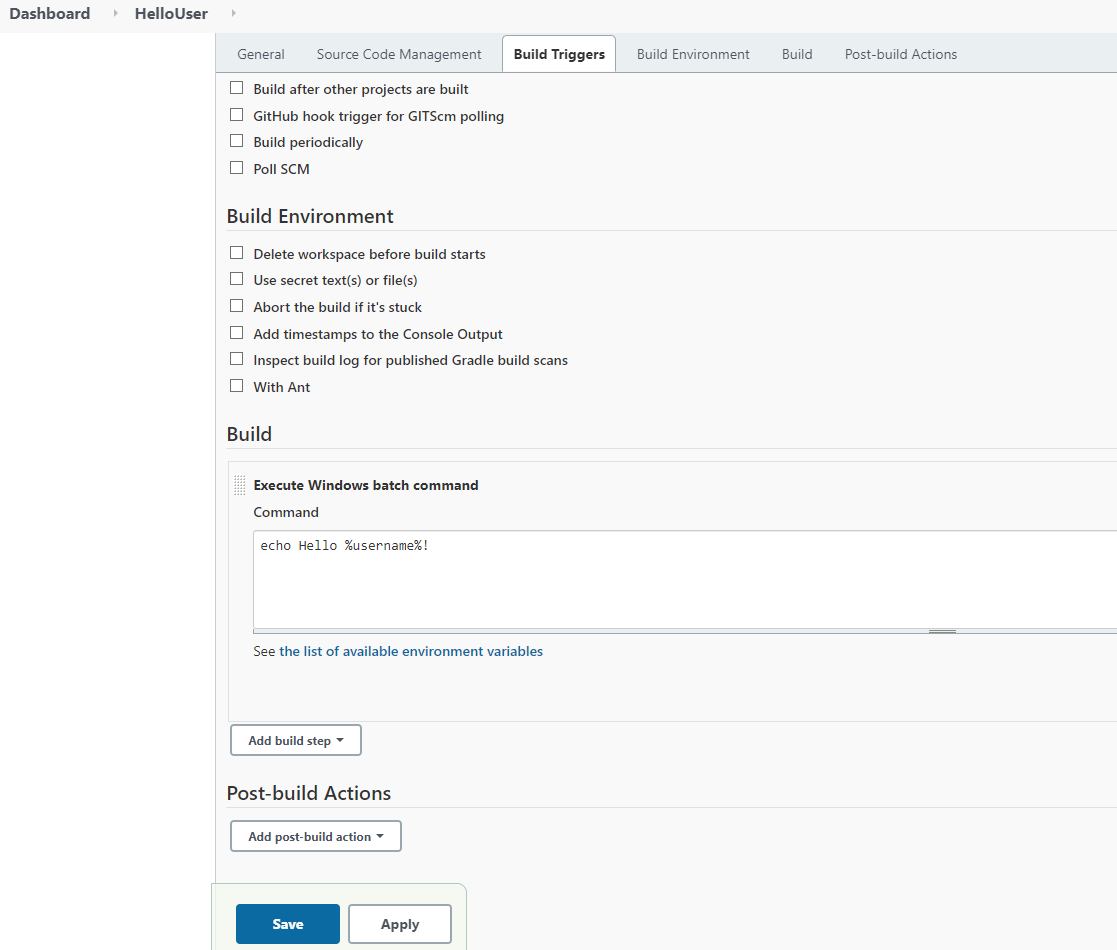 Dashboard HelloUser
General Source Code Management Build Triggers Build Environment Build Post-build Actions
Build after other projects are built
GitHub hook trigger for GITScm polling
Build periodically
Poll SCM
Build Environment
Delete workspace before build starts
Use secret text(s) or file(s)
Abort the build if it's stuck
Add timestamps to the Console Output
Inspect build log for published Gradle build scans
With Ant
Build
Execute Windows batch command
Command
echo Hello %username%!
See the list of available environment variables
Add build step
Post-build Actions
Add post-build action
Save Apply